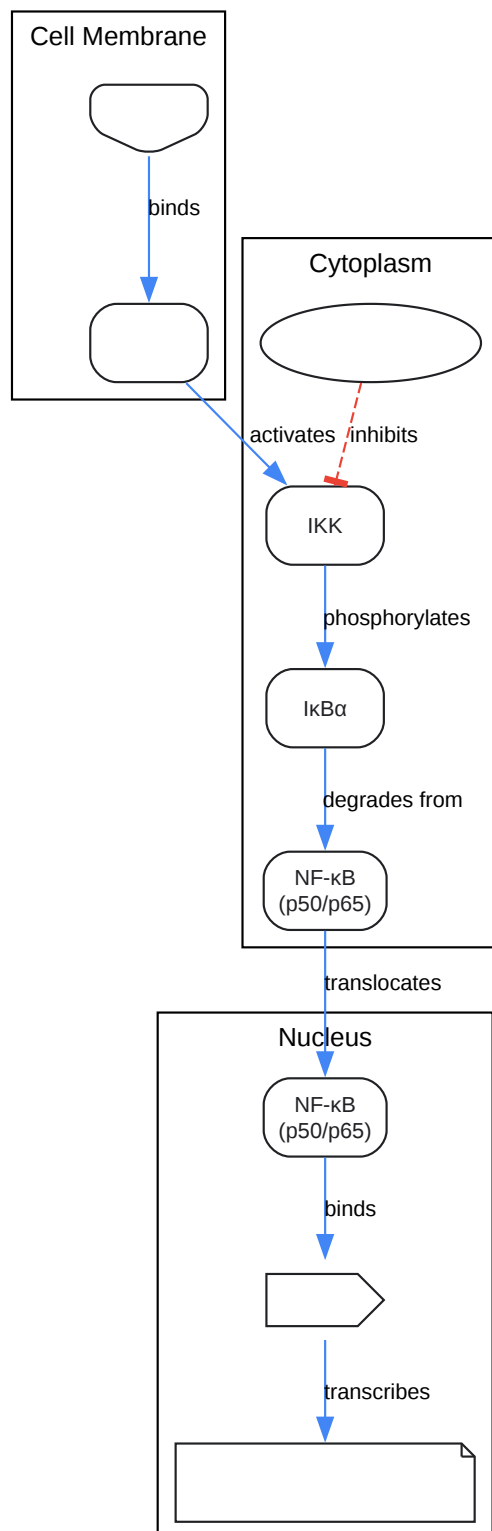 Cell Membrane
binds
Cytoplasm
activates
inhibits
IKK
phosphorylates
IκBα
degrades from
NF-κB
(p50/p65)
translocates
Nucleus
NF-κB
(p50/p65)
binds
transcribes